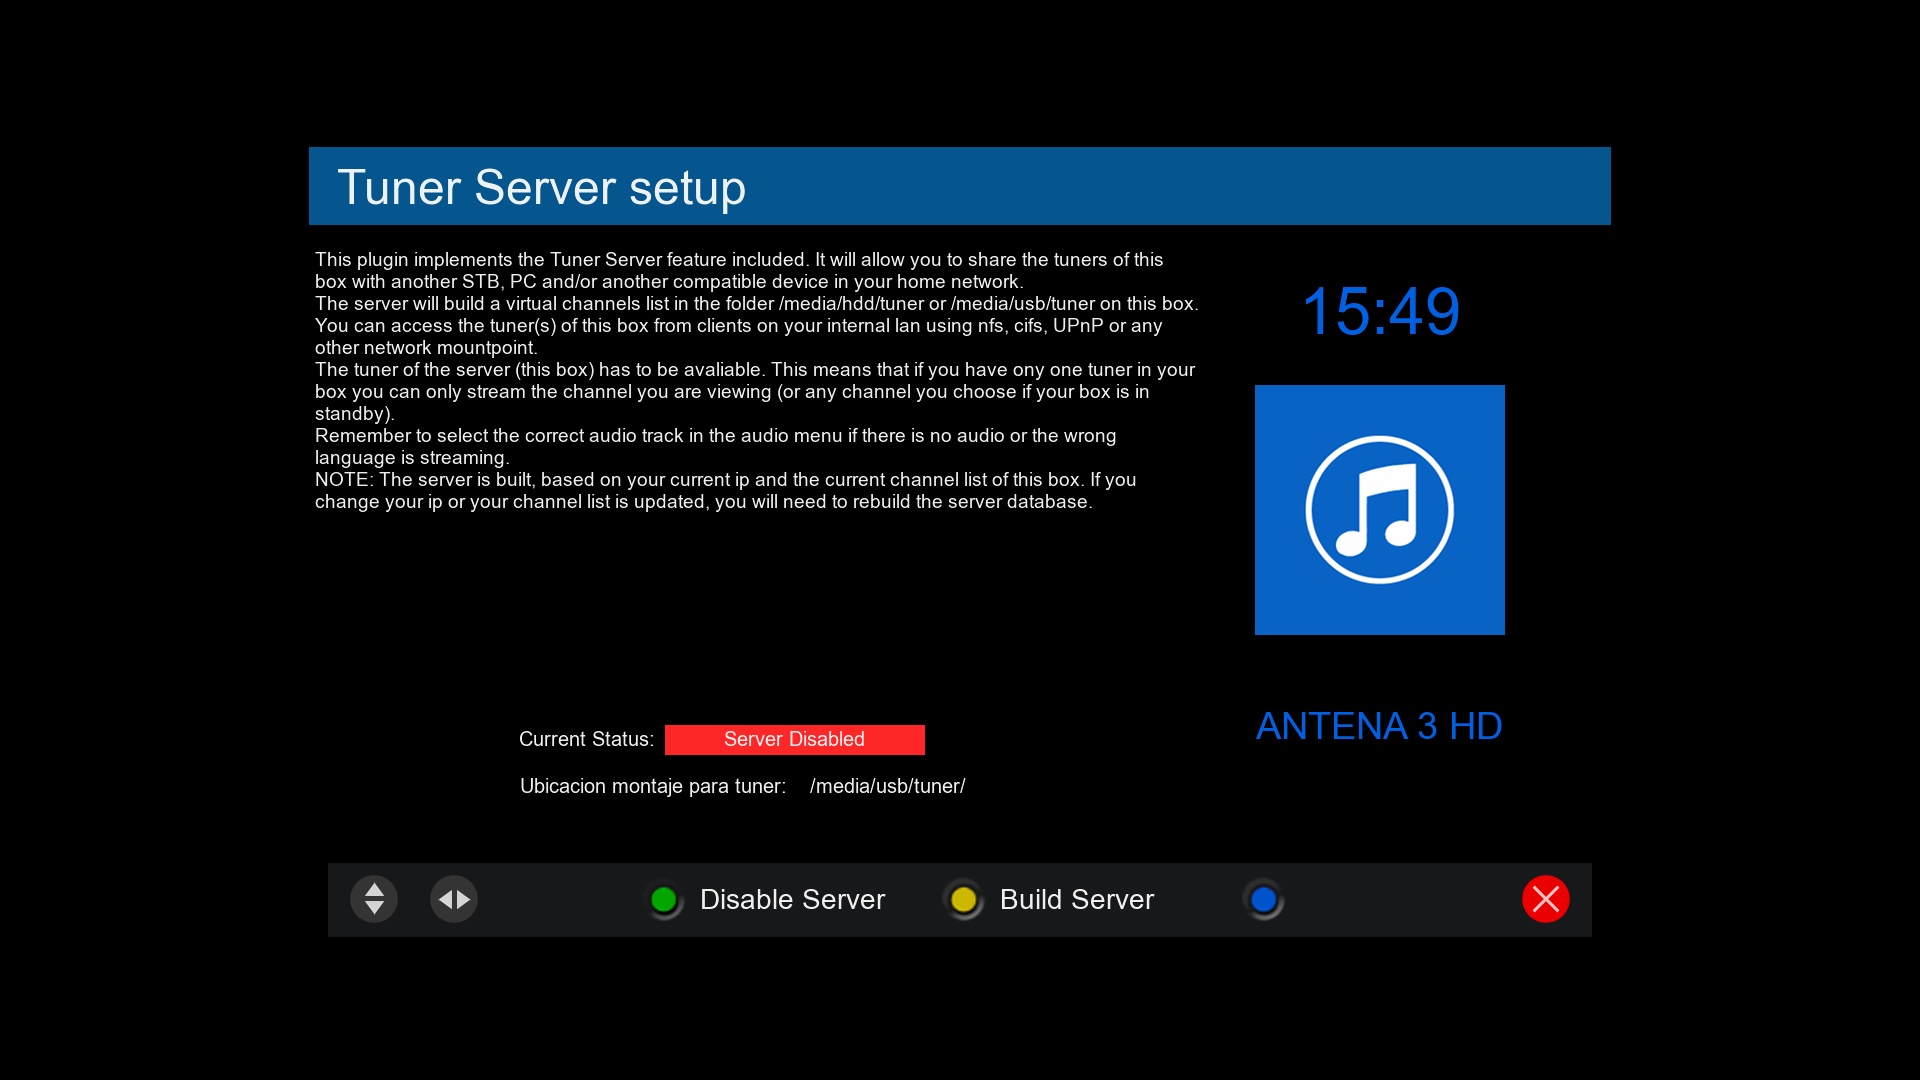 Tuner Server setup
This plugin implements the Tuner Server feature included. It will allow you to share the tuners of this
box with another STB, PC and/or another compatible device in your home network.
The server will build a virtual channels list in the folder /media/hdd/tuner or /media/usb/tuner on this box.
You can access the tuner(s) of this box from clients on your internal lan using nfs, cifs, UPnP or any
other network mountpoint.
The tuner of the server (this box) has to be avaliable. This means that if you have ony one tuner in your
box you can only stream the channel you are viewing (or any channel you choose if your box is in
standby).
Remember to select the correct audio track in the audio menu if there is no audio or the wrong
language is streaming.
NOTE: The server is built, based on your current ip and the current channel list of this box. If you
change your ip or your channel list is updated, you will need to rebuild the server database.
15:49
ANTENA 3 HD
Current Status: Server Disabled
Ubicacion montaje para tuner: /media/usb/tuner/
Disable Server Build Server